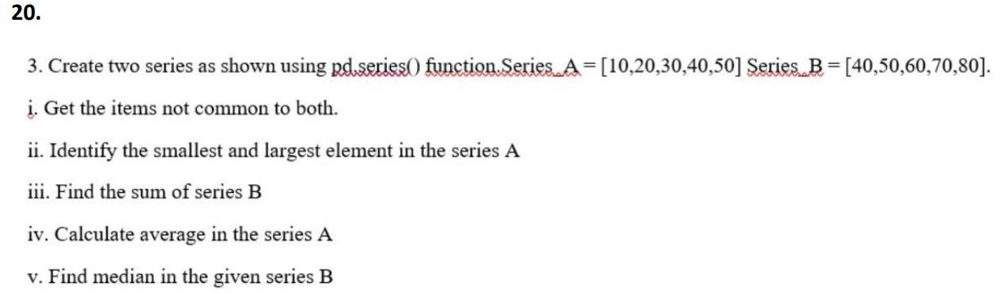 20.
3. Create two series as shown using pd.series() function.Series_A = [10,20,30,40,50] Series_B = [40,50,60,70,80].
i. Get the items not common to both.
ii. Identify the smallest and largest element in the series A
iii. Find the sum of series B
iv. Calculate average in the series A
v. Find median in the given series B